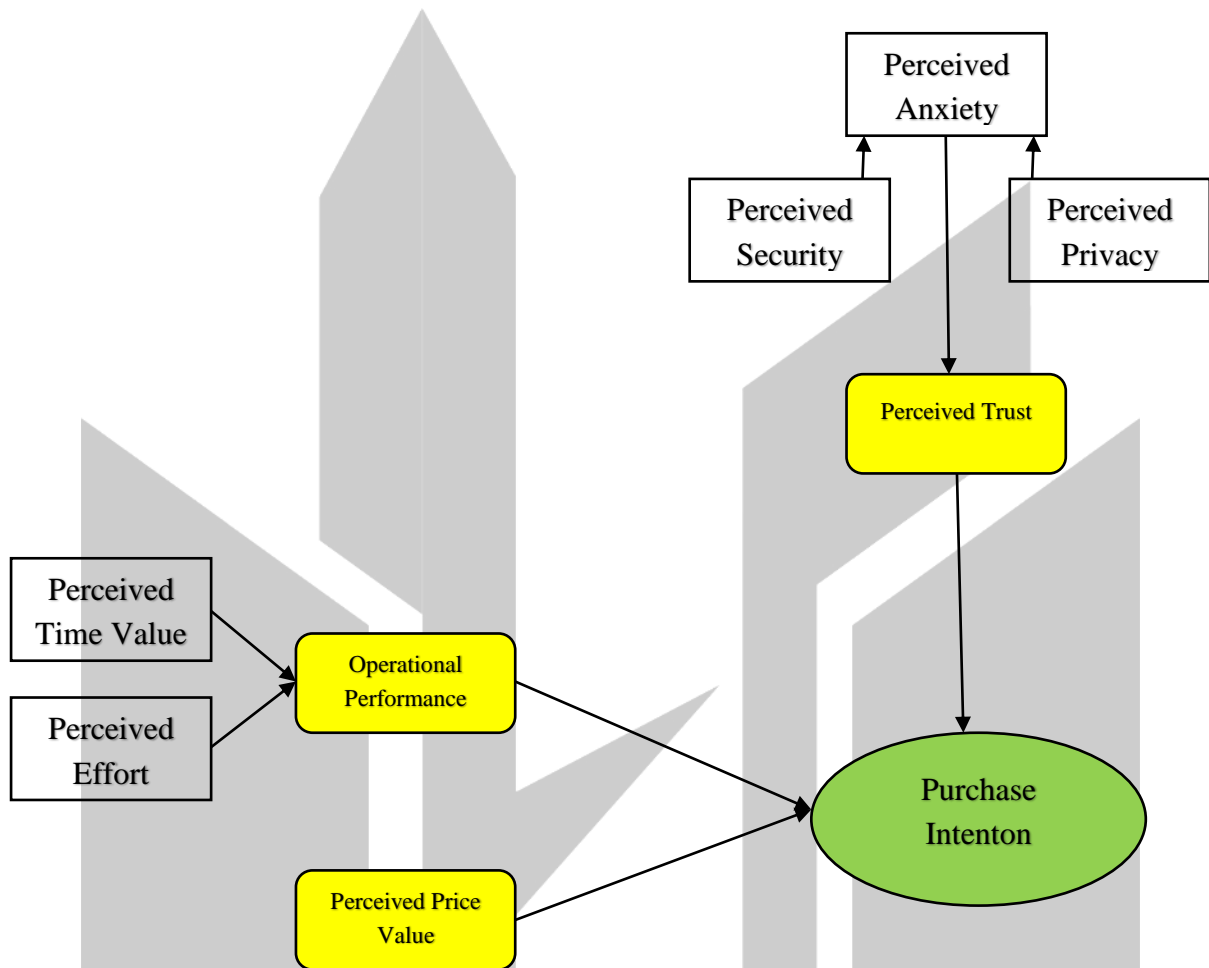 Perceived
Anxiety
Perceived
Security
Perceived
Privacy
Perceived Trust
Perceived
Time Value
Operational
Performance
Perceived
Effort
Purchase
Intenton
Perceived Price
Value